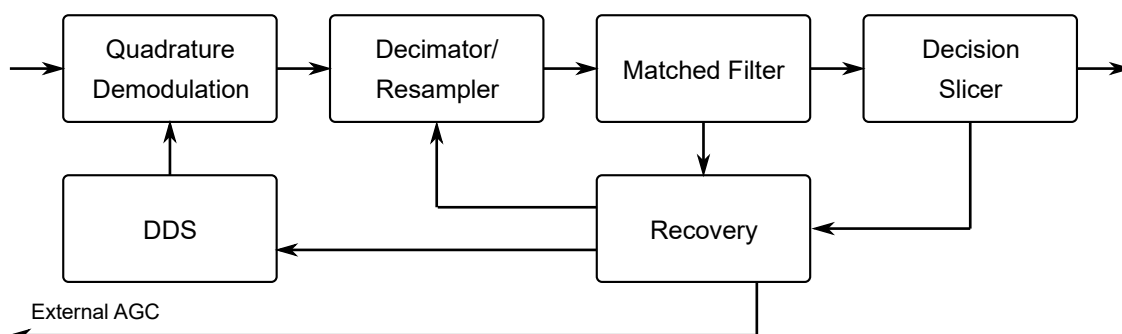 Quadrature
Demodulation
Decimator/
Resampler
Matched Filter
Decision
Slicer
DDS
Recovery
External AGC